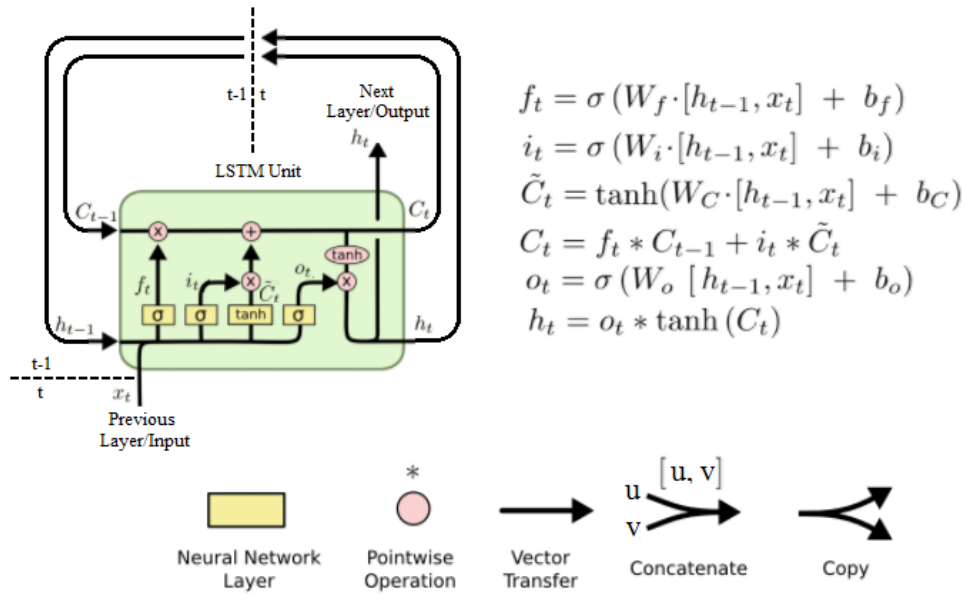 t-1 t
Next
Layer/Output
h_t
LSTM Unit
C_{t-1}
C_t
x
+
tanh
f_t
i_t
x
C̃_t
o_t
x
σ
σ
tanh
σ
h_{t-1}
h_t
t-1
t
x_t
Previous
Layer/Input
f_t = σ (W_f·[h_{t-1}, x_t] + b_f)
i_t = σ (W_i·[h_{t-1}, x_t] + b_i)
C̃_t = tanh(W_C·[h_{t-1}, x_t] + b_C)
C_t = f_t * C_{t-1} + i_t * C̃_t
o_t = σ (W_o [h_{t-1}, x_t] + b_o)
h_t = o_t * tanh (C_t)
*
[u, v]
u
v
Neural Network
Layer
Pointwise
Operation
Vector
Transfer
Concatenate
Copy